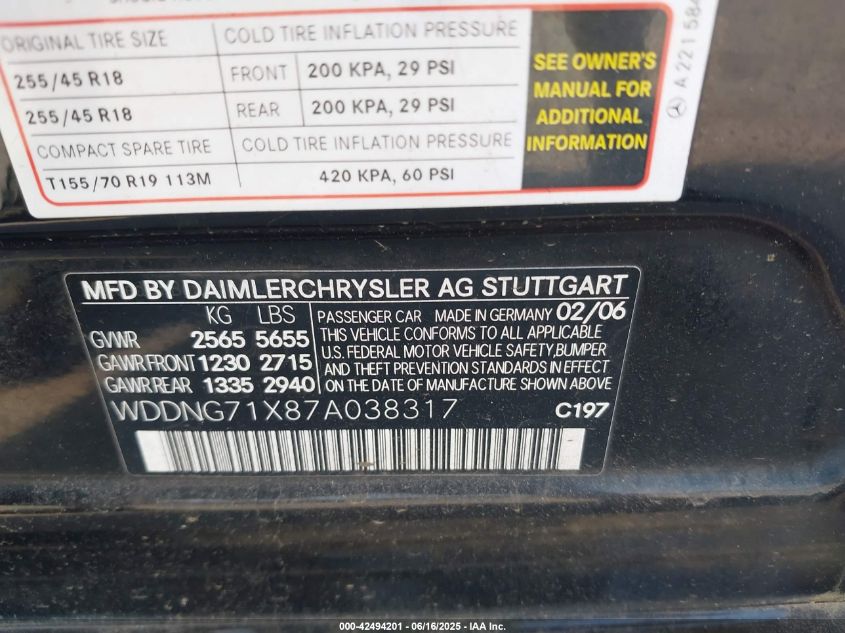 ORIGINAL TIRE SIZE COLD TIRE INFLATION PRESSURE
255/45 R18 FRONT 200 KPA, 29 PSI
255/45 R18 REAR 200 KPA, 29 PSI
COMPACT SPARE TIRE COLD TIRE INFLATION PRESSURE
T155/70 R19 113M 420 KPA, 60 PSI
SEE OWNER'S
MANUAL FOR
ADDITIONAL
INFORMATION
A 221 584
MFD BY DAIMLERCHRYSLER AG STUTTGART
KG LBS
GVWR 2565 5655
GAWR FRONT 1230 2715
GAWR REAR 1335 2940
PASSENGER CAR MADE IN GERMANY 02/06
THIS VEHICLE CONFORMS TO ALL APPLICABLE
U.S. FEDERAL MOTOR VEHICLE SAFETY, BUMPER
AND THEFT PREVENTION STANDARDS IN EFFECT
ON THE DATE OF MANUFACTURE SHOWN ABOVE
WDDNG71X87A038317 C197
000-42494201 - 06/16/2025 - IAA Inc.